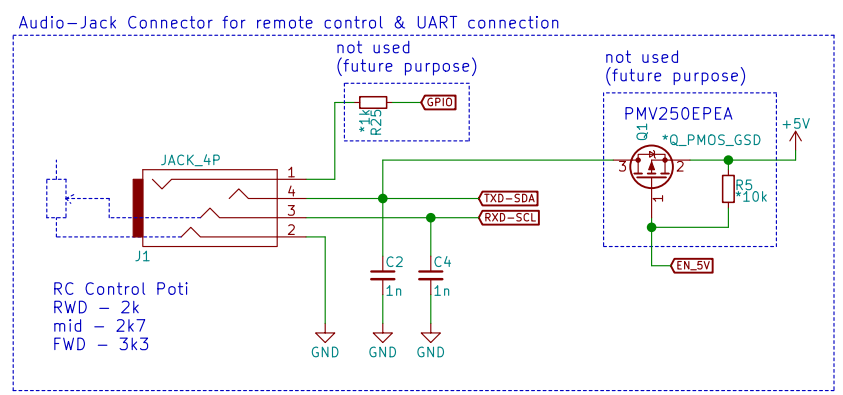 Audio-Jack Connector for remote control & UART connection
not used
(future purpose)
GPIO
*1k
R25
not used
(future purpose)
PMV250EPEA
Q1
*Q_PMOS_GSD
+5V
3
2
1
R5
*10k
EN_5V
JACK_4P
1
4
3
2
J1
TXD-SDA
RXD-SCL
C2
1n
C4
1n
GND
GND
GND
RC Control Poti
RWD - 2k
mid - 2k7
FWD - 3k3